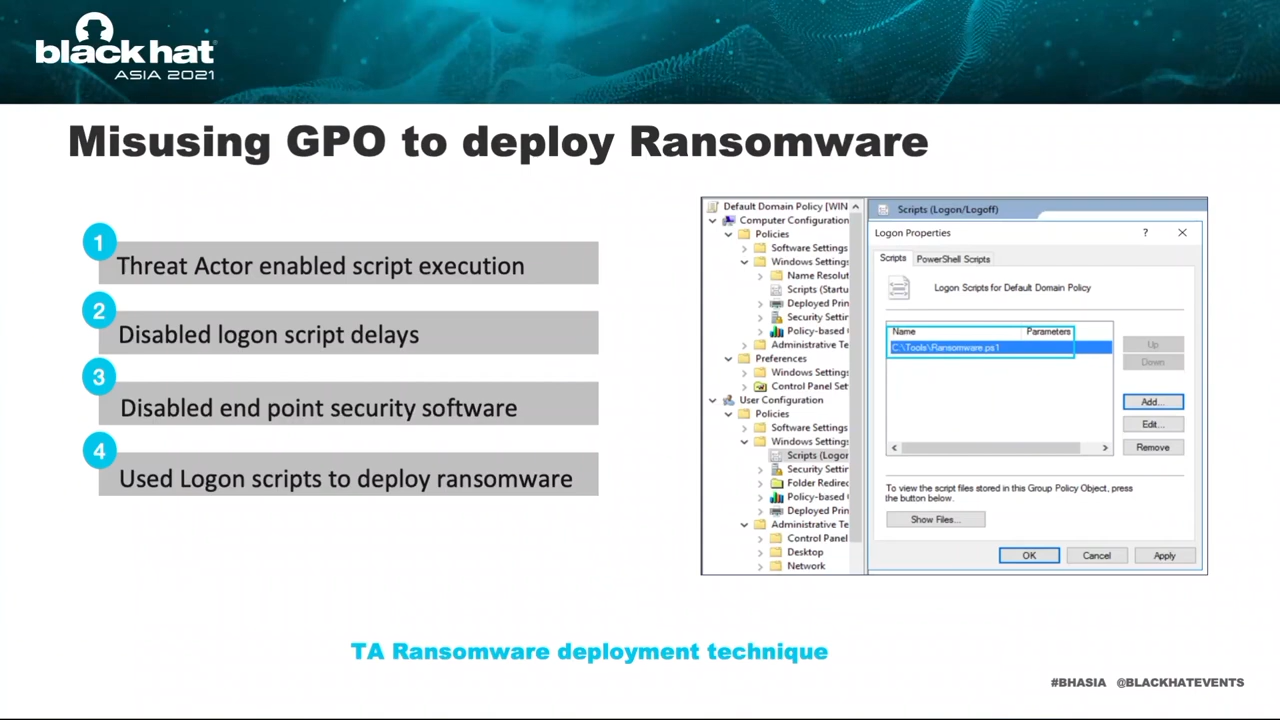 black hat
ASIA 2021
Misusing GPO to deploy Ransomware
1
Threat Actor enabled script execution
2
Disabled logon script delays
3
Disabled end point security software
4
Used Logon scripts to deploy ransomware
Default Domain Policy [WIN
Computer Configuration
Policies
Software Settings
Windows Settings
Name Resolut
Scripts (Startu
Deployed Prin
Security Settin
Policy-based
Administrative Te
Preferences
Windows Settings
Control Panel Set
User Configuration
Policies
Software Settings
Windows Settings
Scripts (Logor
Security Settin
Folder Redirec
Policy-based
Deployed Prin
Administrative Te
Control Panel
Desktop
Network
Scripts (Logon/Logoff)
Logon Properties
?
Scripts PowerShell Scripts
Logon Scripts for Default Domain Policy
Name Parameters
C:\Tools\Ransomware.ps1
Up
Down
Add...
Edit...
Remove
To view the script files stored in this Group Policy Object, press
the button below.
Show Files...
OK Cancel Apply
TA Ransomware deployment technique
#BHASIA @BLACKHATEVENTS